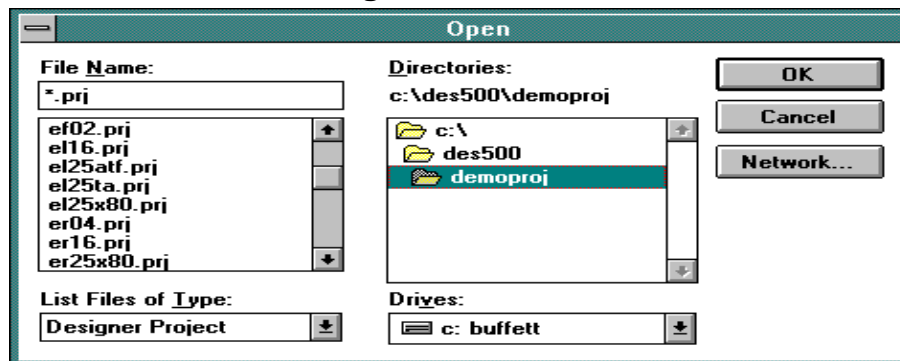 Open
File Name:
*.prj
ef02.prj
el16.prj
el25atf.prj
el25ta.prj
el25x80.prj
er04.prj
er16.prj
er25x80.prj
List Files of Type:
Designer Project
Directories:
c:\des500\demoproj
c:\
des500
demoproj
Drives:
c: buffett
OK
Cancel
Network...